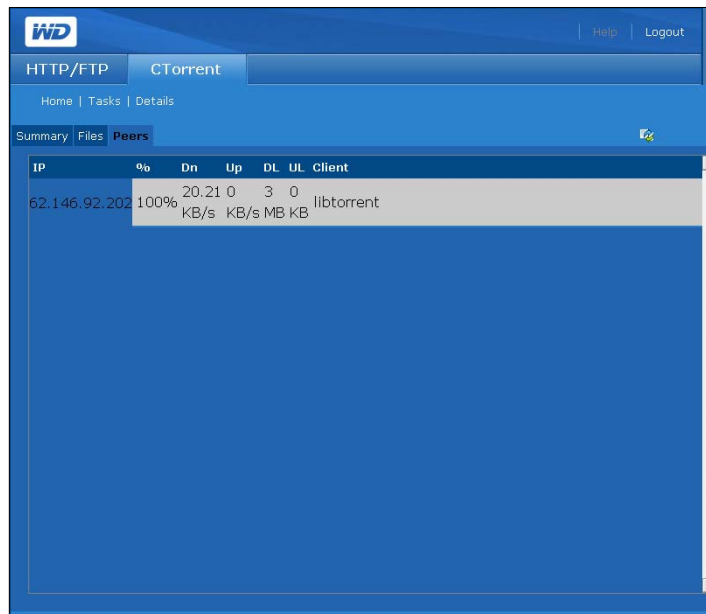 WD
Help | Logout
HTTP/FTP CTorrent
Home | Tasks | Details
Summary Files Peers
IP % Dn Up DL UL Client
62.146.92.202 100% 20.21 KB/s 0 KB/s 3 MB 0 KB libtorrent